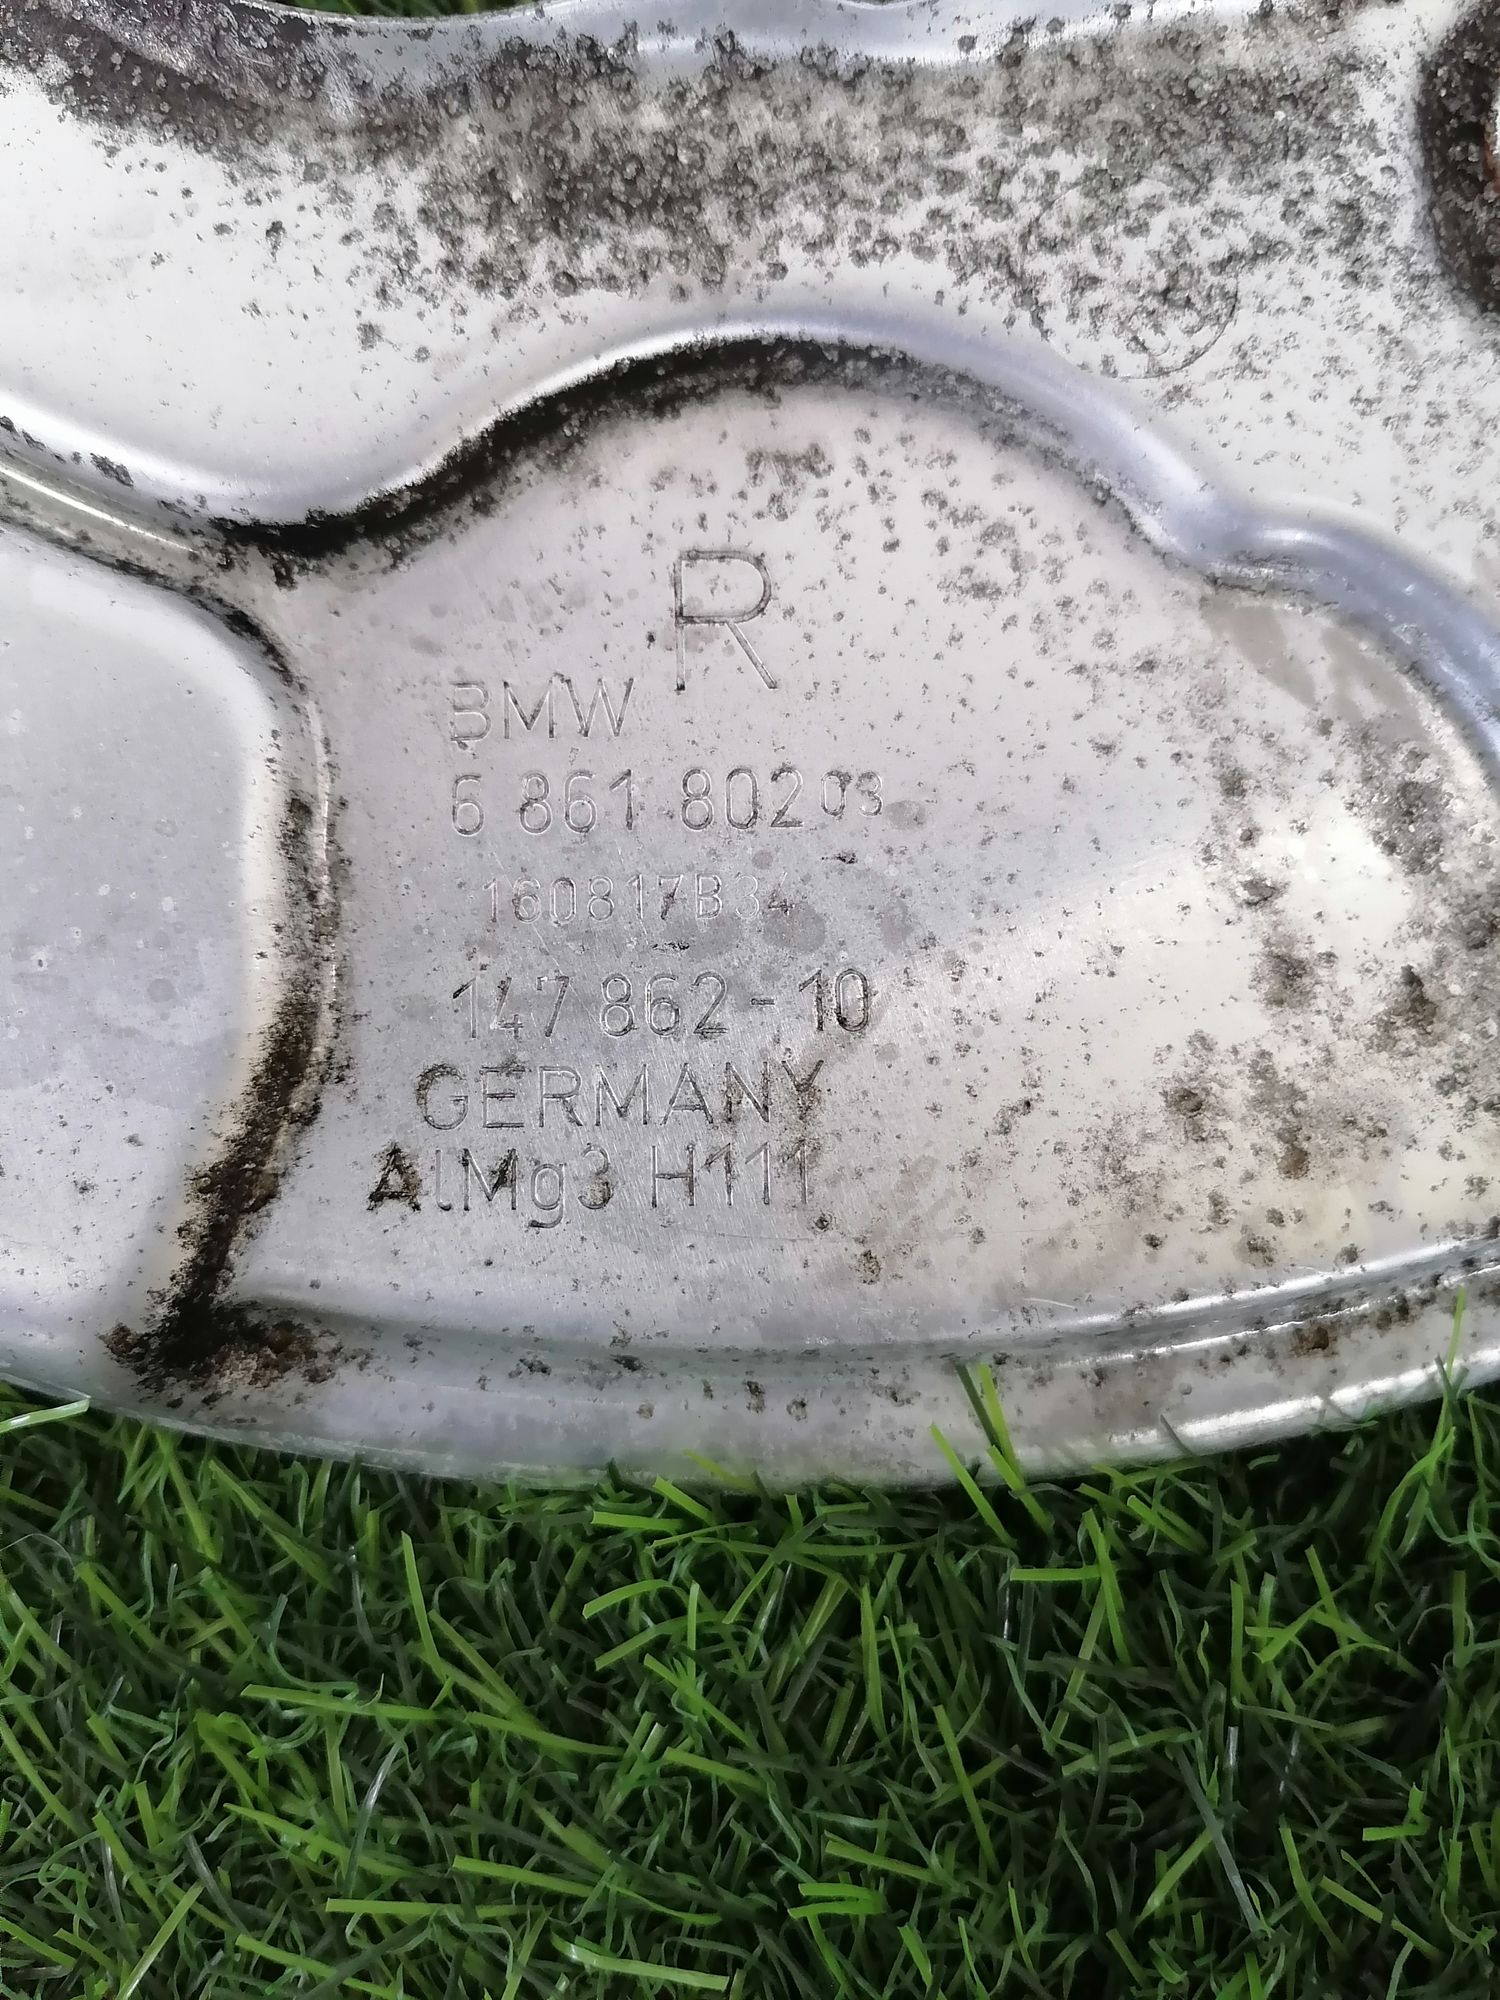 R
BMW
6 861 802 03
160817B34
147 862-10
GERMANY
AlMg3 H111